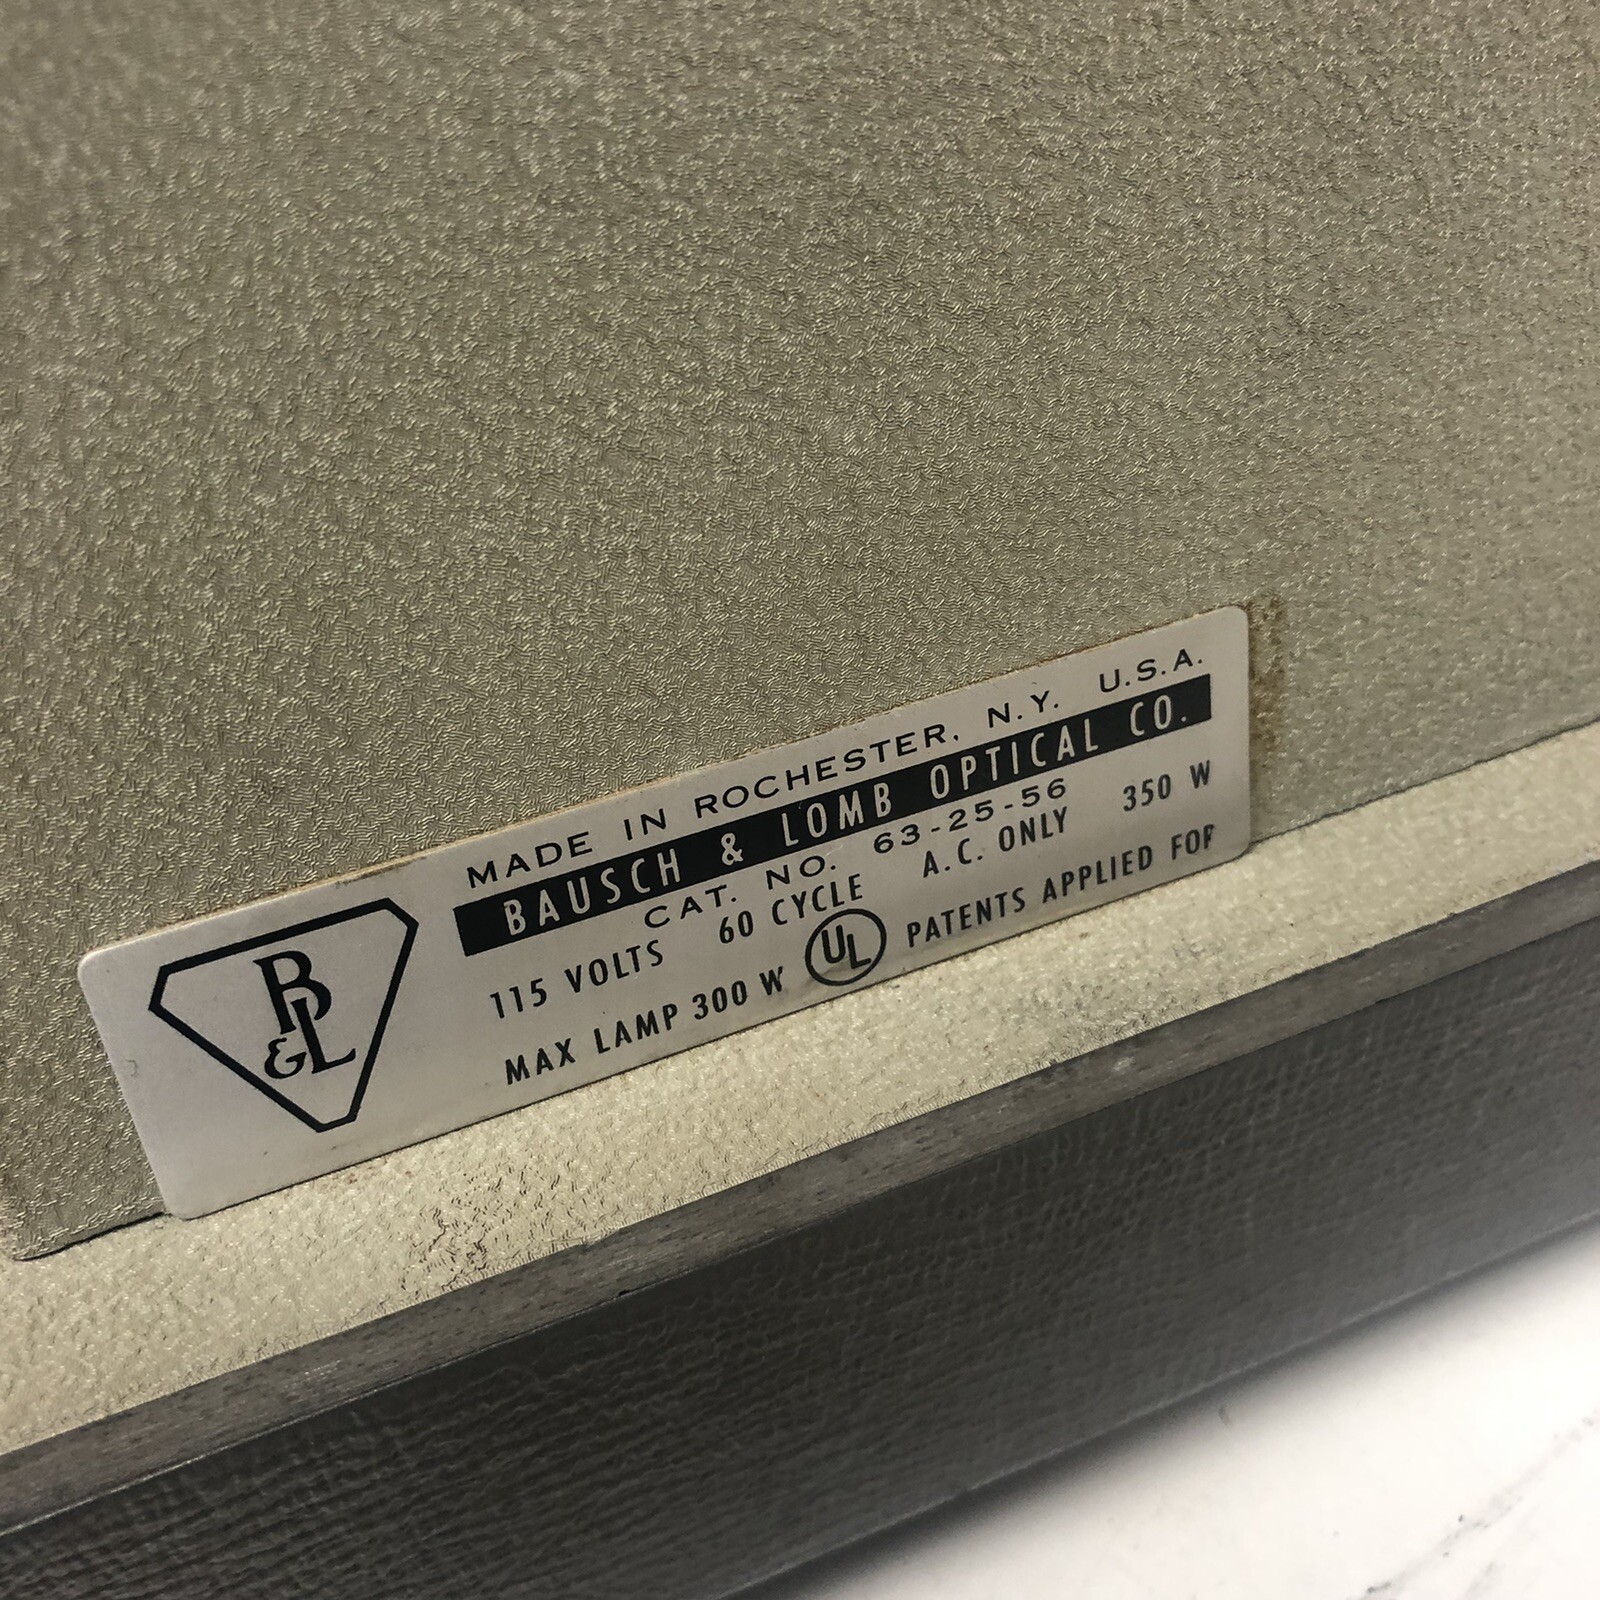 MADE IN ROCHESTER, N.Y. U.S.A.
BAUSCH & LOMB OPTICAL CO.
CAT. NO. 63-25-56
115 VOLTS 60 CYCLE A.C. ONLY 350 W
MAX LAMP 300 W UL PATENTS APPLIED FOR
B&L